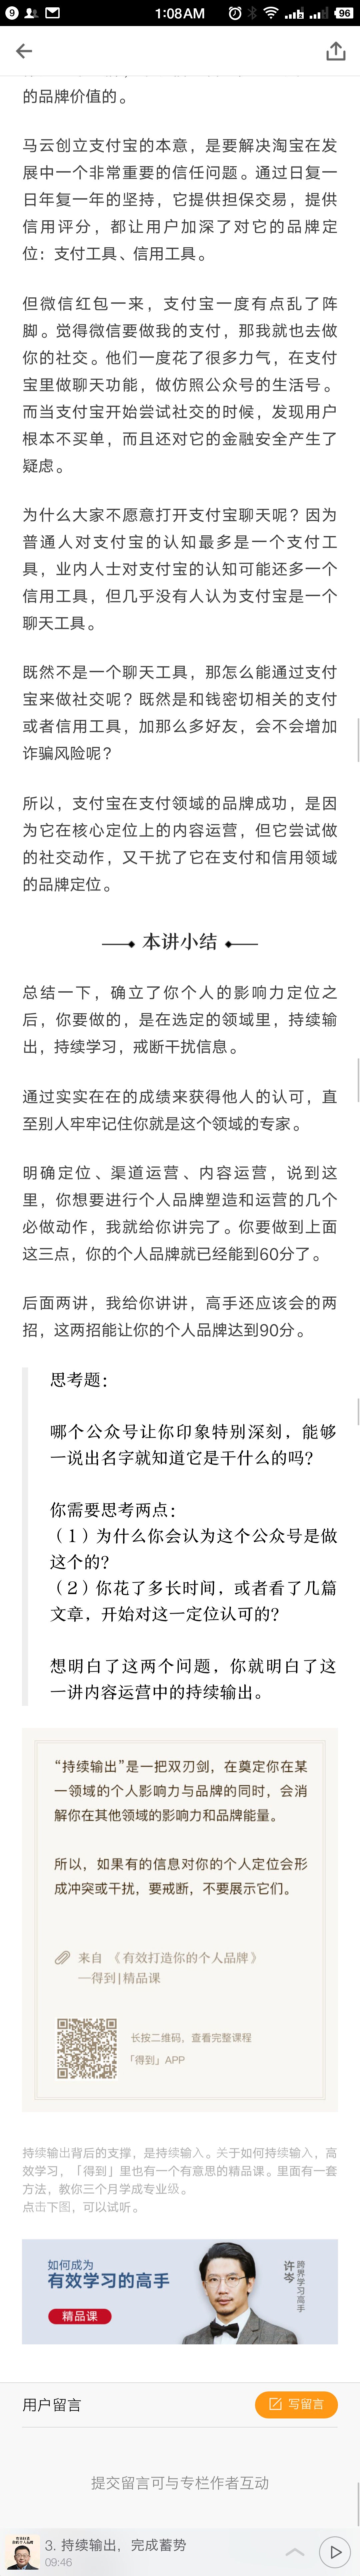 9
1:08AM
96
的品牌价值的。
马云创立支付宝的本意，是要解决淘宝在发
展中一个非常重要的信任问题。通过日复一
日年复一年的坚持，它提供担保交易，提供
信用评分，都让用户加深了对它的品牌定
位：支付工具、信用工具。
但微信红包一来，支付宝一度有点乱了阵
脚。觉得微信要做我的支付，那我就也去做
你的社交。他们一度花了很多力气，在支付
宝里做聊天功能，做仿照公众号的生活号。
而当支付宝开始尝试社交的时候，发现用户
根本不买单，而且还对它的金融安全产生了
疑虑。
为什么大家不愿意打开支付宝聊天呢？因为
普通人对支付宝的认知最多是一个支付工
具，业内人士对支付宝的认知可能还多一个
信用工具，但几乎没有人认为支付宝是一个
聊天工具。
既然不是一个聊天工具，那怎么能通过支付
宝来做社交呢？既然是和钱密切相关的支付
或者信用工具，加那么多好友，会不会增加
诈骗风险呢？
所以，支付宝在支付领域的品牌成功，是因
为它在核心定位上的内容运营，但它尝试做
的社交动作，又干扰了它在支付和信用领域
的品牌定位。
本讲小结
总结一下，确立了你个人的影响力定位之
后，你要做的，是在选定的领域里，持续输
出，持续学习，戒断干扰信息。
通过实实在在的成绩来获得他人的认可，直
至别人牢牢记住你就是这个领域的专家。
明确定位、渠道运营、内容运营，说到这
里，你想要进行个人品牌塑造和运营的几个
必做动作，我就给你讲完了。你要做到上面
这三点，你的个人品牌就已经能到60分了。
后面两讲，我给你讲讲，高手还应该会的两
招，这两招能让你的个人品牌达到90分。
思考题：
哪个公众号让你印象特别深刻，能够
一说出名字就知道它是干什么的吗？
你需要思考两点：
（1）为什么你会认为这个公众号是做
这个的？
（2）你花了多长时间，或者看了几篇
文章，开始对这一定位认可的？
想明白了这两个问题，你就明白了这
一讲内容运营中的持续输出。
“持续输出”是一把双刃剑，在奠定你在某
一领域的个人影响力与品牌的同时，会消
解你在其他领域的影响力和品牌能量。
所以，如果有的信息对你的个人定位会形
成冲突或干扰，要戒断，不要展示它们。
来自 《有效打造你的个人品牌》
—得到|精品课
长按二维码，查看完整课程
「得到」APP
持续输出背后的支撑，是持续输入。关于如何持续输入，高
效学习，「得到」里也有一个有意思的精品课。里面有一套
方法，教你三个月学成专业级。
点击下图，可以试听。
如何成为
有效学习的高手
精品课
许岑
跨界学习高手
用户留言
写留言
提交留言可与专栏作者互动
3. 持续输出，完成蓄势
09:46